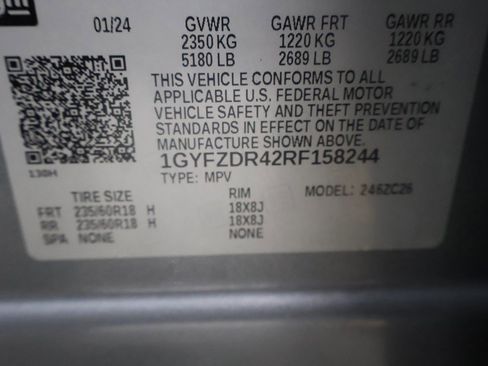 01/24 GVWR GAWR FRT GAWR RR
2350 KG 1220 KG 1220 KG
5180 LB 2689 LB 2689 LB
THIS VEHICLE CONFORMS TO ALL
APPLICABLE U.S. FEDERAL MOTOR
VEHICLE SAFETY AND THEFT PREVENTION
STANDARDS IN EFFECT ON THE DATE OF
MANUFACTURE SHOWN ABOVE.
1GYFZDR42RF158244
130H
TYPE: MPV MODEL: 246ZC26
TIRE SIZE RIM
FRT 235/60R18 H 18X8J
RR 235/60R18 H 18X8J
SPA NONE NONE